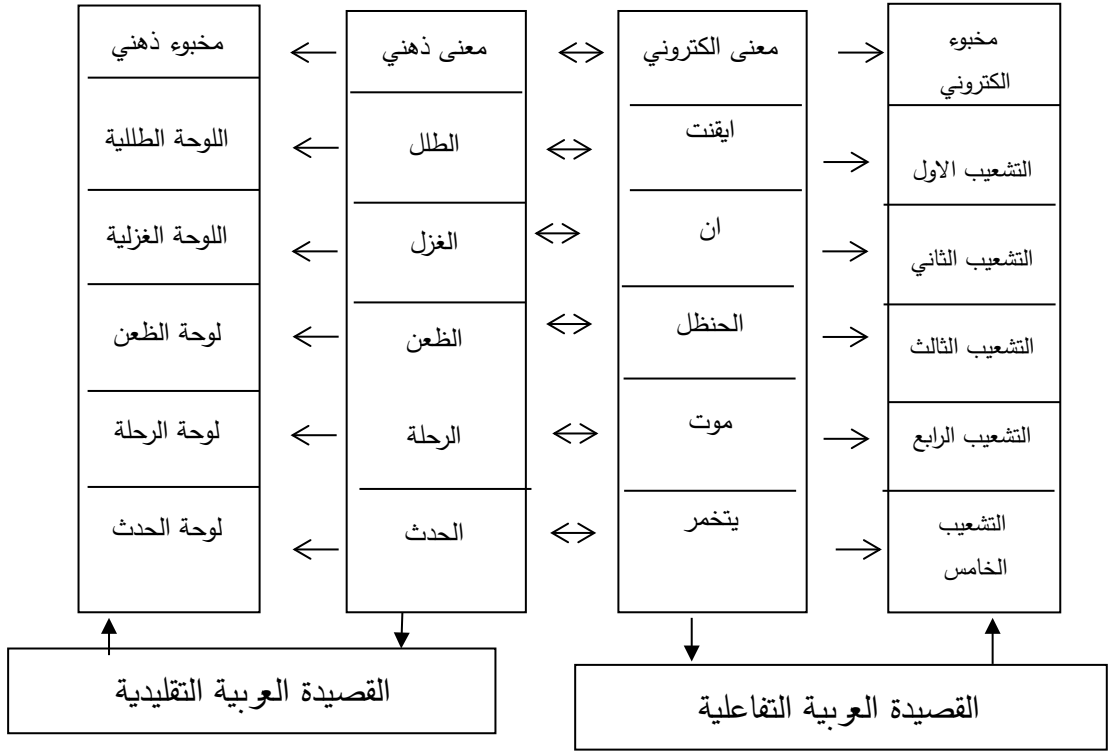 مخبوء
الكتروني
معنى الكتروني
معنى ذهني
مخبوء ذهني
التشعيب الاول
ايقنت
الطلل
اللوحة الطللية
التشعيب الثاني
ان
الغزل
اللوحة الغزلية
التشعيب الثالث
الحنظل
الظعن
لوحة الظعن
التشعيب الرابع
موت
الرحلة
لوحة الرحلة
التشعيب
الخامس
يتخمر
الحدث
لوحة الحدث
القصيدة العربية التفاعلية
القصيدة العربية التقليدية